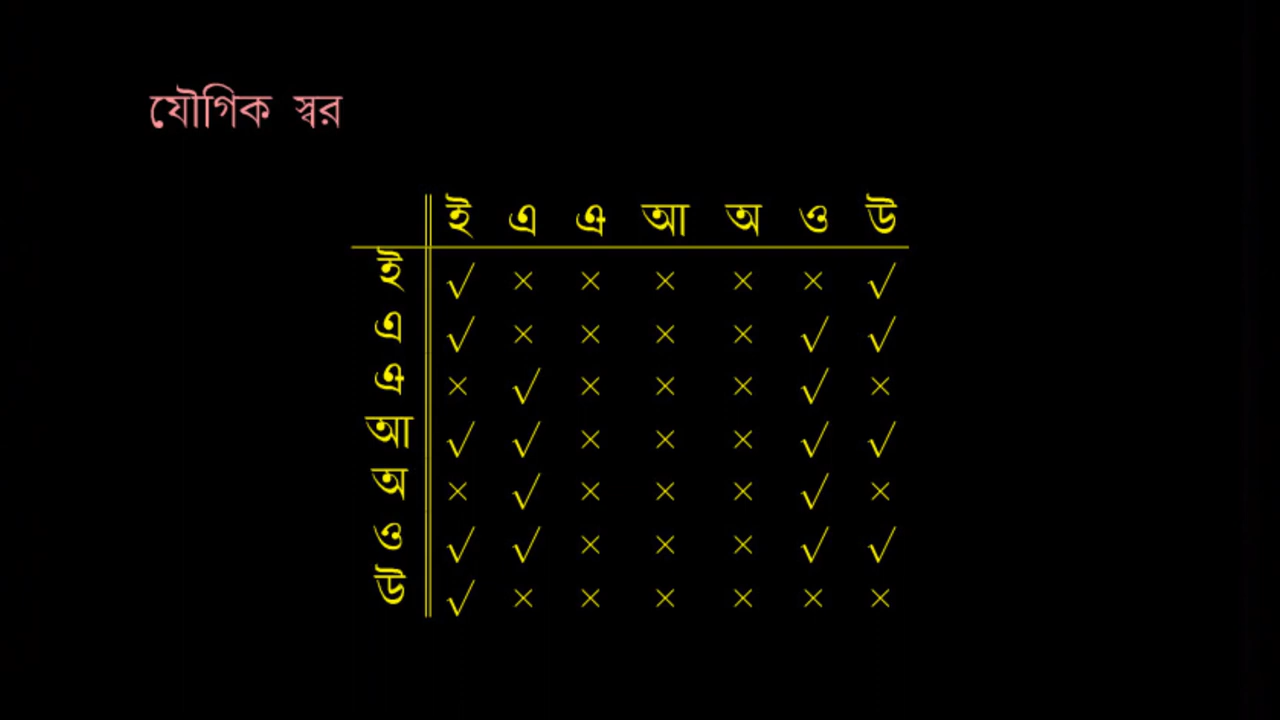 যৌগিক স্বর
ই এ এ্ আ অ ও উ
ই √ × × × × × √
এ √ × × × × √ √
এ্ × √ × × × √ ×
আ √ √ × × × √ √
অ × √ × × × √ ×
ও √ √ × × × √ √
উ √ × × × × × ×